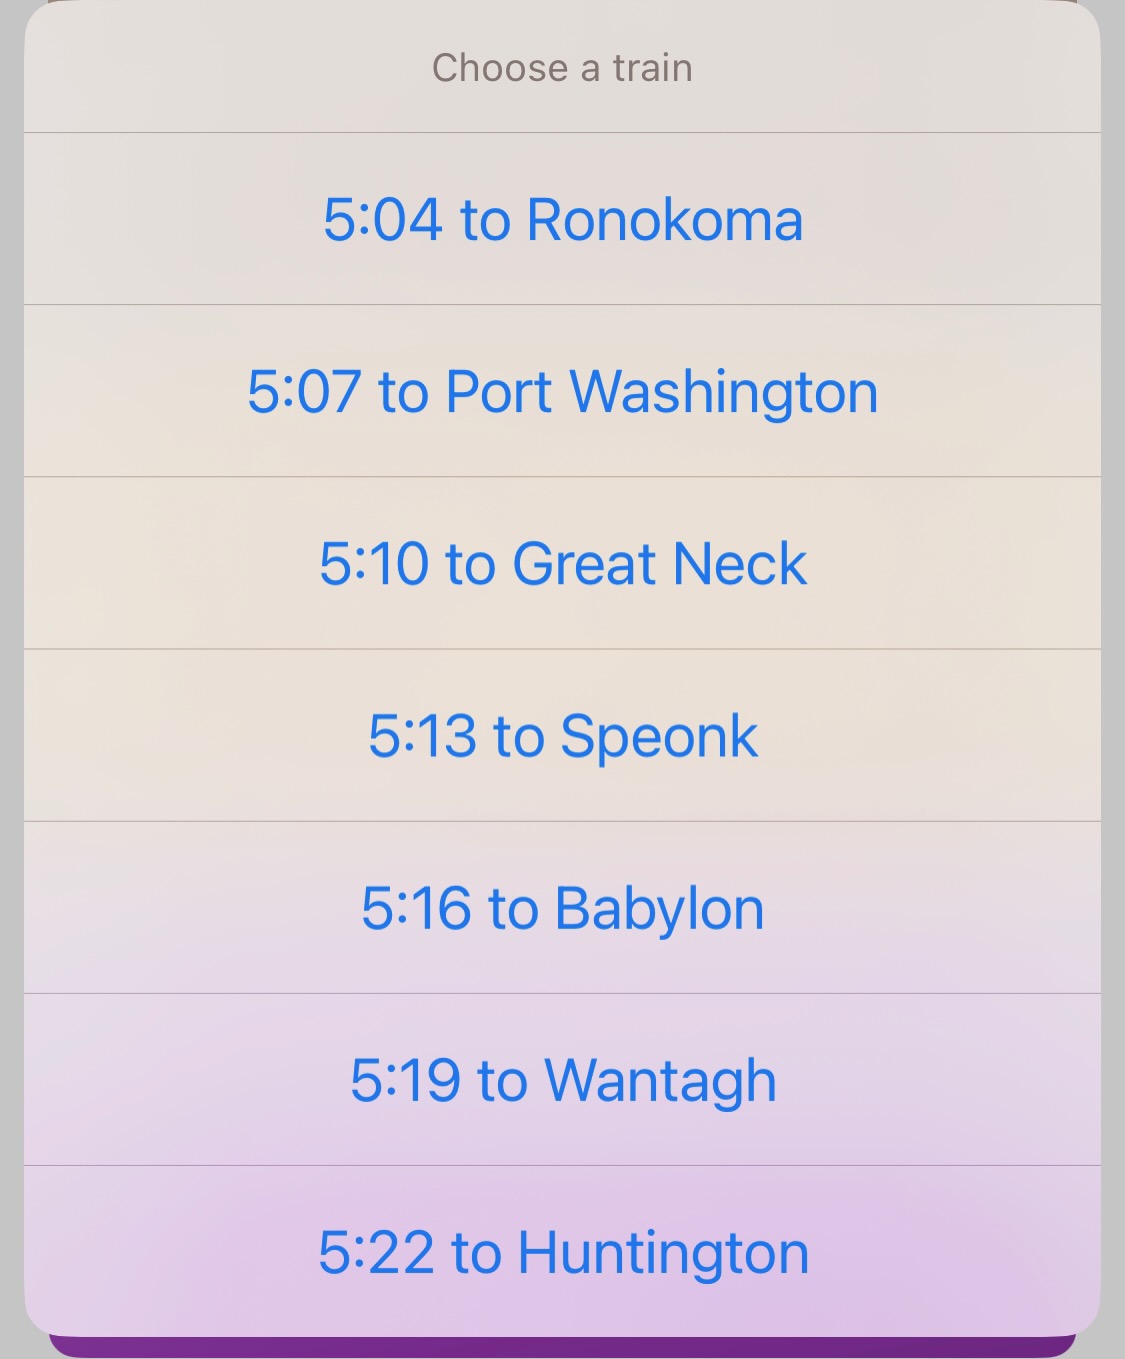 Choose a train
5:04 to Ronokoma
5:07 to Port Washington
5:10 to Great Neck
5:13 to Speonk
5:16 to Babylon
5:19 to Wantagh
5:22 to Huntington